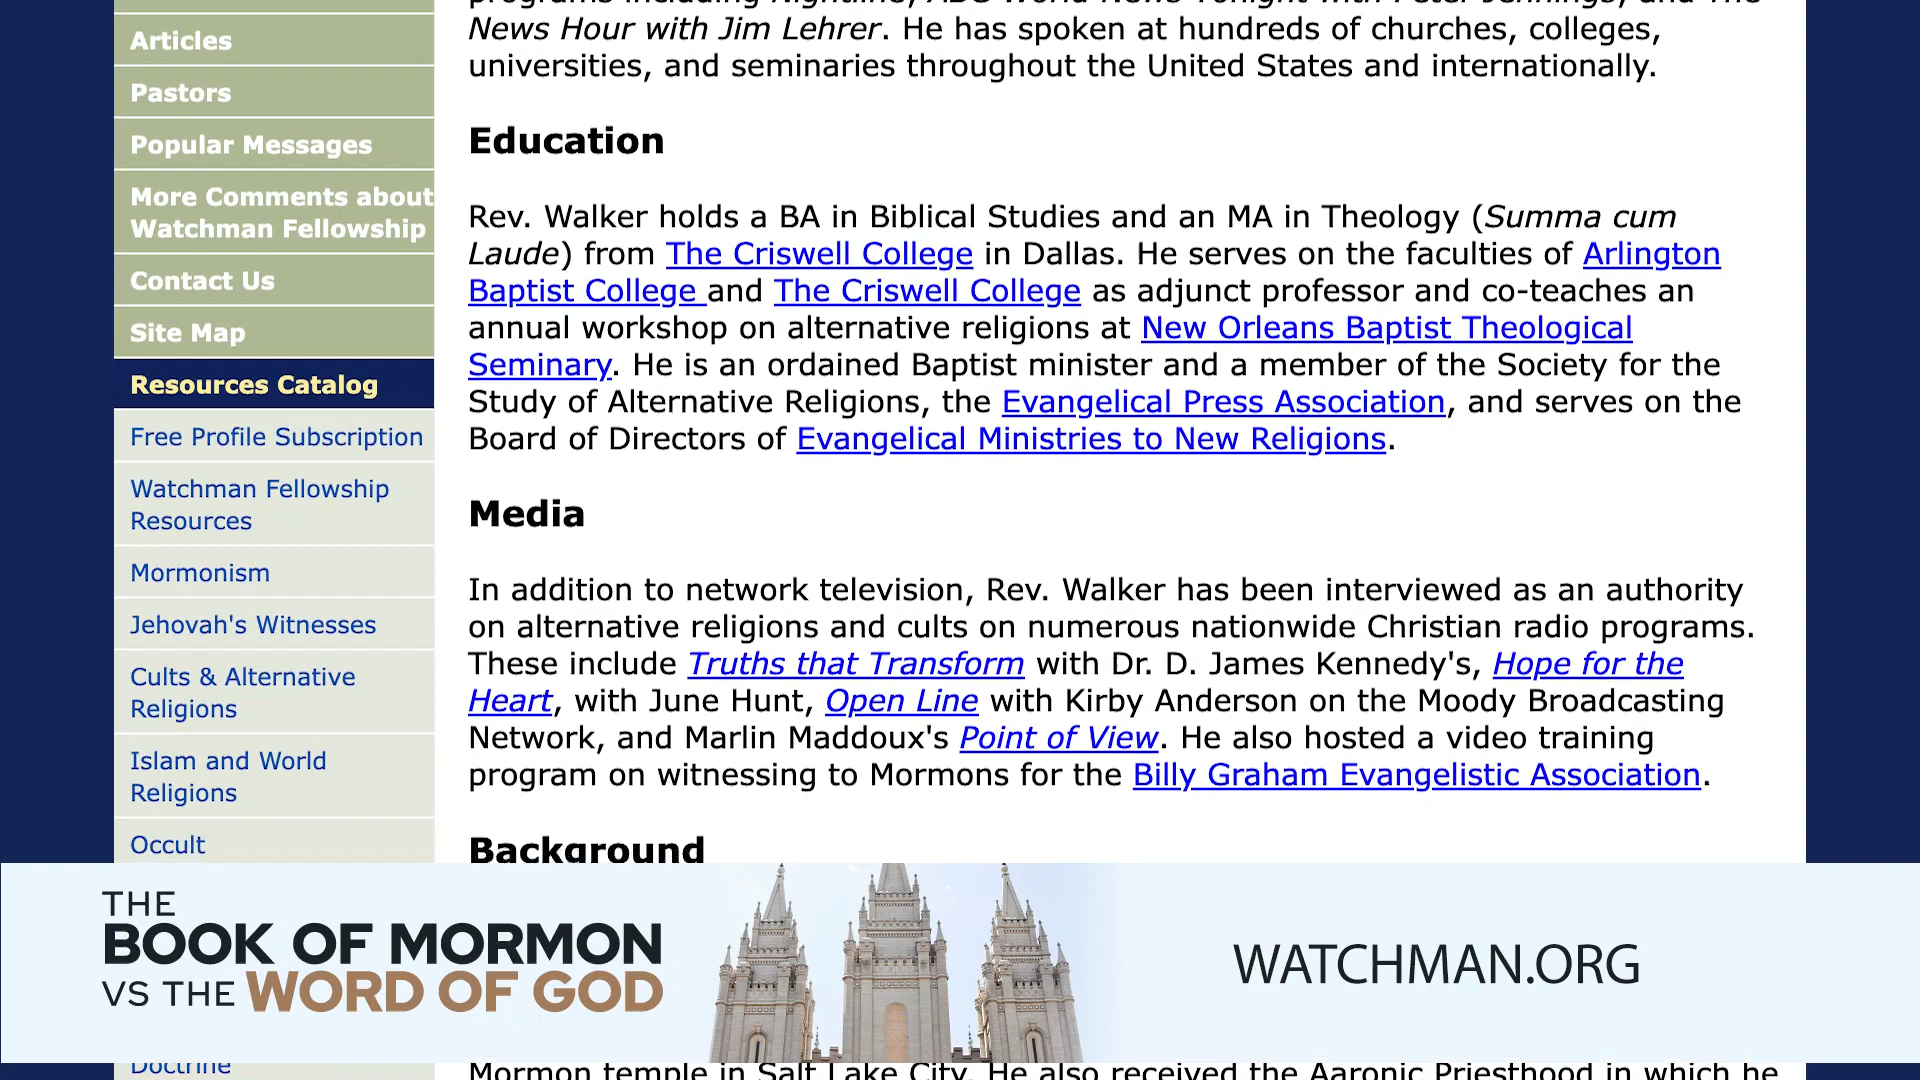 Articles
Pastors
Popular Messages
More Comments about
Watchman Fellowship
Contact Us
Site Map
Resources Catalog
Free Profile Subscription
Watchman Fellowship
Resources
Mormonism
Jehovah's Witnesses
Cults & Alternative
Religions
Islam and World
Religions
Occult
Doctrine
programs including Nightline, ABC World News Tonight with Peter Jennings, and The
News Hour with Jim Lehrer. He has spoken at hundreds of churches, colleges,
universities, and seminaries throughout the United States and internationally.
Education
Rev. Walker holds a BA in Biblical Studies and an MA in Theology (Summa cum
Laude) from The Criswell College in Dallas. He serves on the faculties of Arlington
Baptist College and The Criswell College as adjunct professor and co-teaches an
annual workshop on alternative religions at New Orleans Baptist Theological
Seminary. He is an ordained Baptist minister and a member of the Society for the
Study of Alternative Religions, the Evangelical Press Association, and serves on the
Board of Directors of Evangelical Ministries to New Religions.
Media
In addition to network television, Rev. Walker has been interviewed as an authority
on alternative religions and cults on numerous nationwide Christian radio programs.
These include Truths that Transform with Dr. D. James Kennedy's, Hope for the
Heart, with June Hunt, Open Line with Kirby Anderson on the Moody Broadcasting
Network, and Marlin Maddoux's Point of View. He also hosted a video training
program on witnessing to Mormons for the Billy Graham Evangelistic Association.
Background
Mormon temple in Salt Lake City. He also received the Aaronic Priesthood in which he
THE
BOOK OF MORMON
VS THE WORD OF GOD
WATCHMAN.ORG